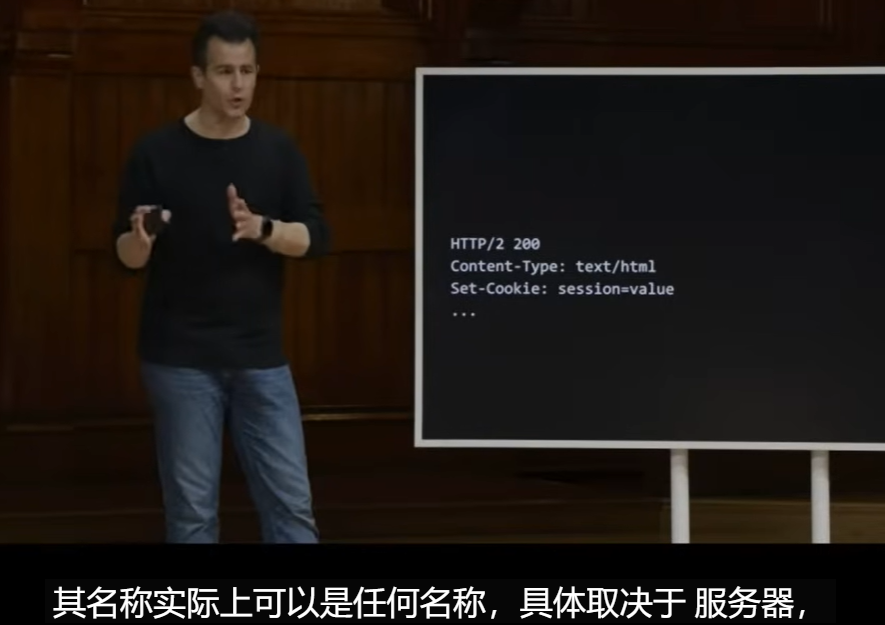 HTTP/2 200
Content-Type: text/html
Set-Cookie: session=value
...
其名称实际上可以是任何名称，具体取决于 服务器，